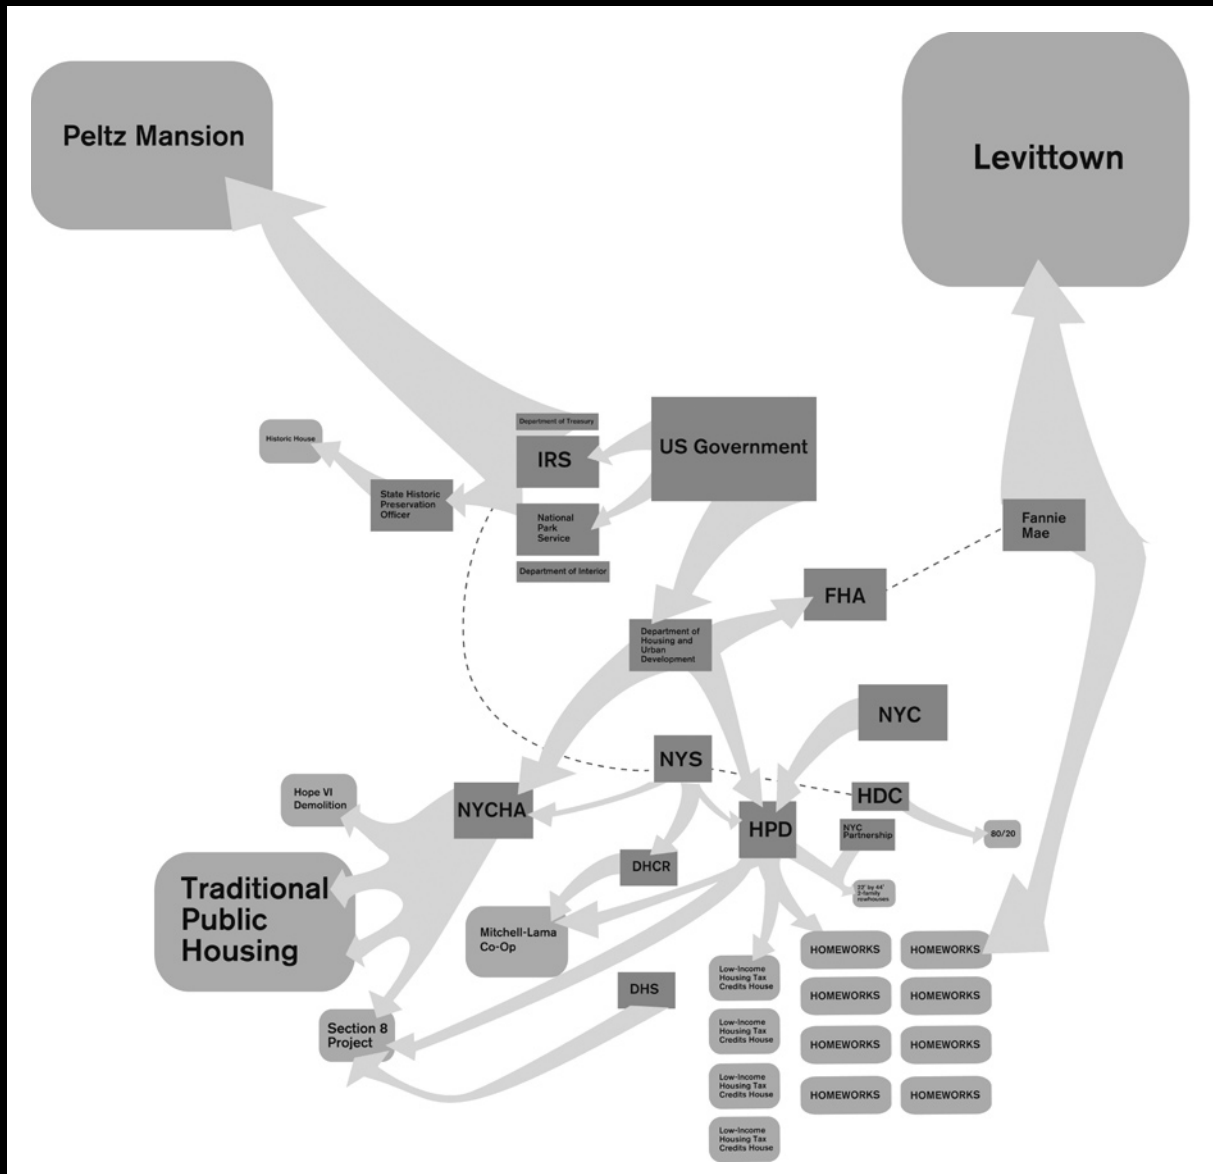 Peltz Mansion
Levittown
Department of Treasury
Historic House
IRS
US Government
State Historic
Preservation
Officer
National
Park
Service
Fannie
Mae
Department of Interior
FHA
Department of
Housing and
Urban
Development
NYC
NYS
Hope VI
Demolition
NYCHA
HDC
HPD
NYC
Partnership
80/20
DHCR
Traditional
Public
Housing
23' by 44'
3-family
rowhouses
Mitchell-Lama
Co-Op
HOMEWORKS
HOMEWORKS
Low-Income
Housing Tax
Credits House
DHS
HOMEWORKS
HOMEWORKS
Section 8
Project
Low-Income
Housing Tax
Credits House
HOMEWORKS
HOMEWORKS
Low-Income
Housing Tax
Credits House
HOMEWORKS
HOMEWORKS
Low-Income
Housing Tax
Credits House